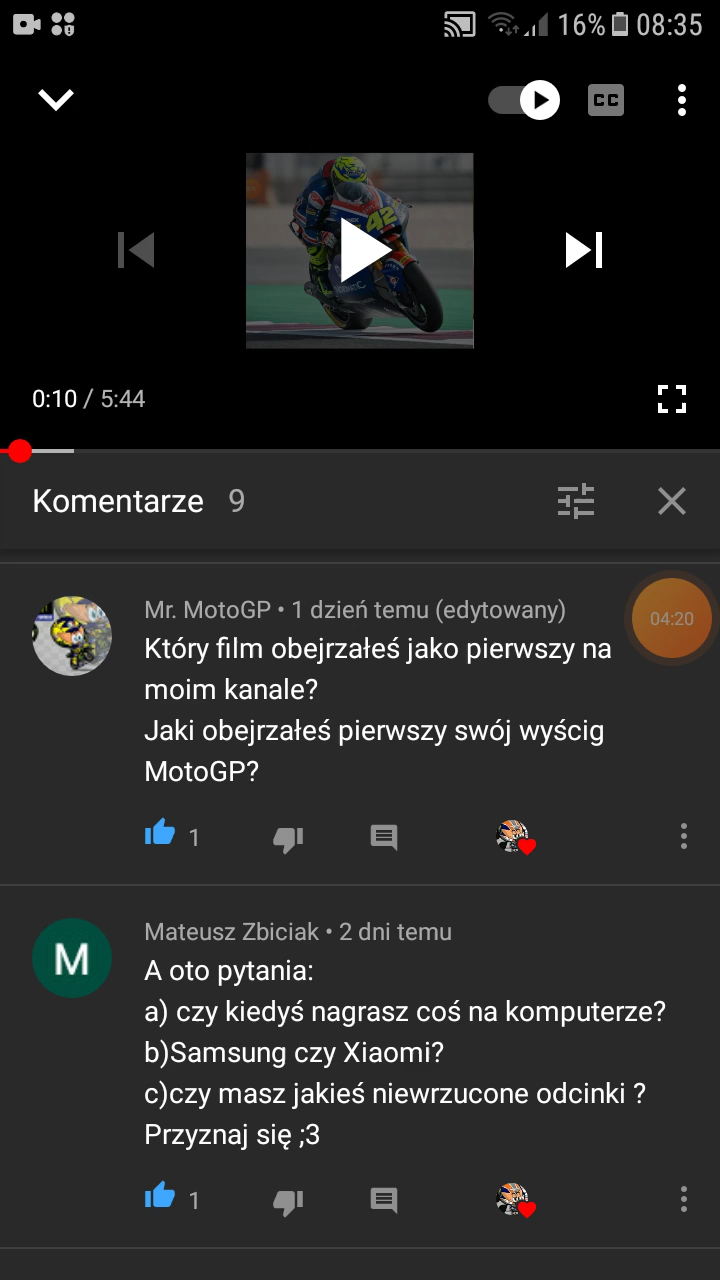 16% 08:35
CC
42
0:10 / 5:44
Komentarze 9
Mr. MotoGP • 1 dzień temu (edytowany)
04:20
Który film obejrzałeś jako pierwszy na
moim kanale?
Jaki obejrzałeś pierwszy swój wyścig
MotoGP?
1
M
Mateusz Zbiciak • 2 dni temu
A oto pytania:
a) czy kiedyś nagrasz coś na komputerze?
b)Samsung czy Xiaomi?
c)czy masz jakieś niewrzucone odcinki ?
Przyznaj się ;3
1